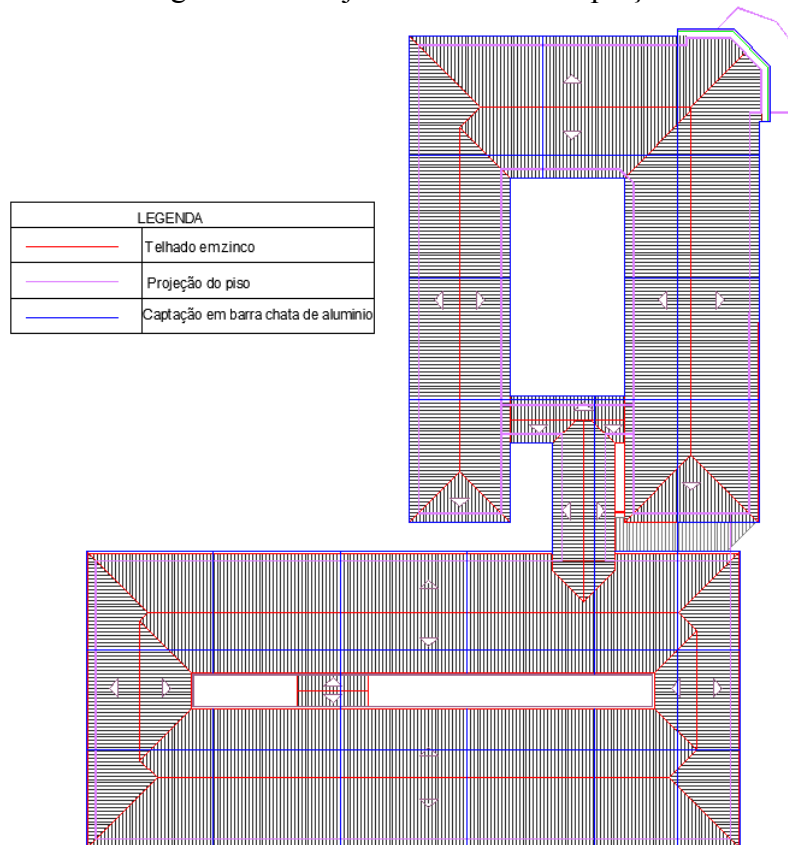 LEGENDA
Telhado emzinco
Projeção do piso
Captação em barra chata de aluminio